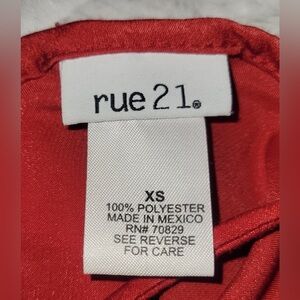 rue21®
XS
100% POLYESTER
MADE IN MEXICO
RN# 70829
SEE REVERSE
FOR CARE